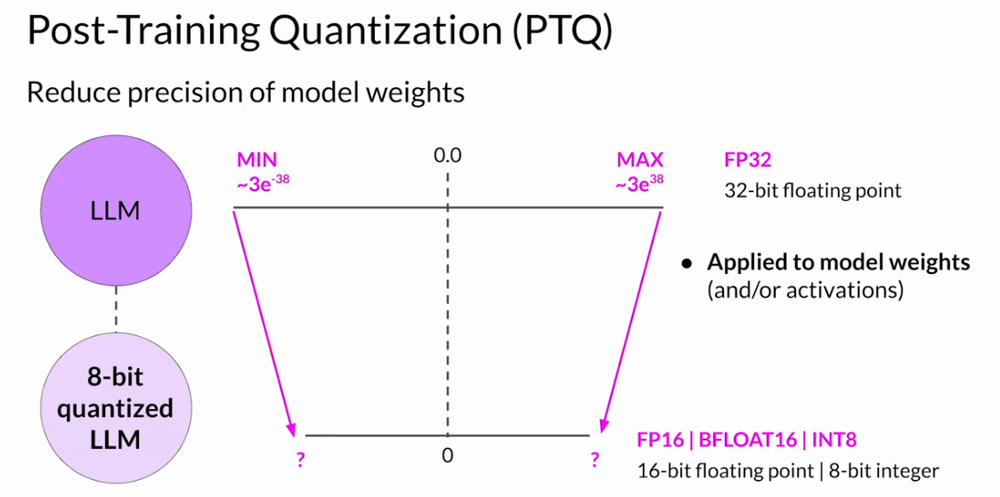 Post-Training Quantization (PTQ)
Reduce precision of model weights
LLM
MIN
~3e-38
0.0
MAX
~3e38
FP32
32-bit floating point
● Applied to model weights
(and/or activations)
8-bit
quantized
LLM
?
0
?
FP16 | BFLOAT16 | INT8
16-bit floating point | 8-bit integer